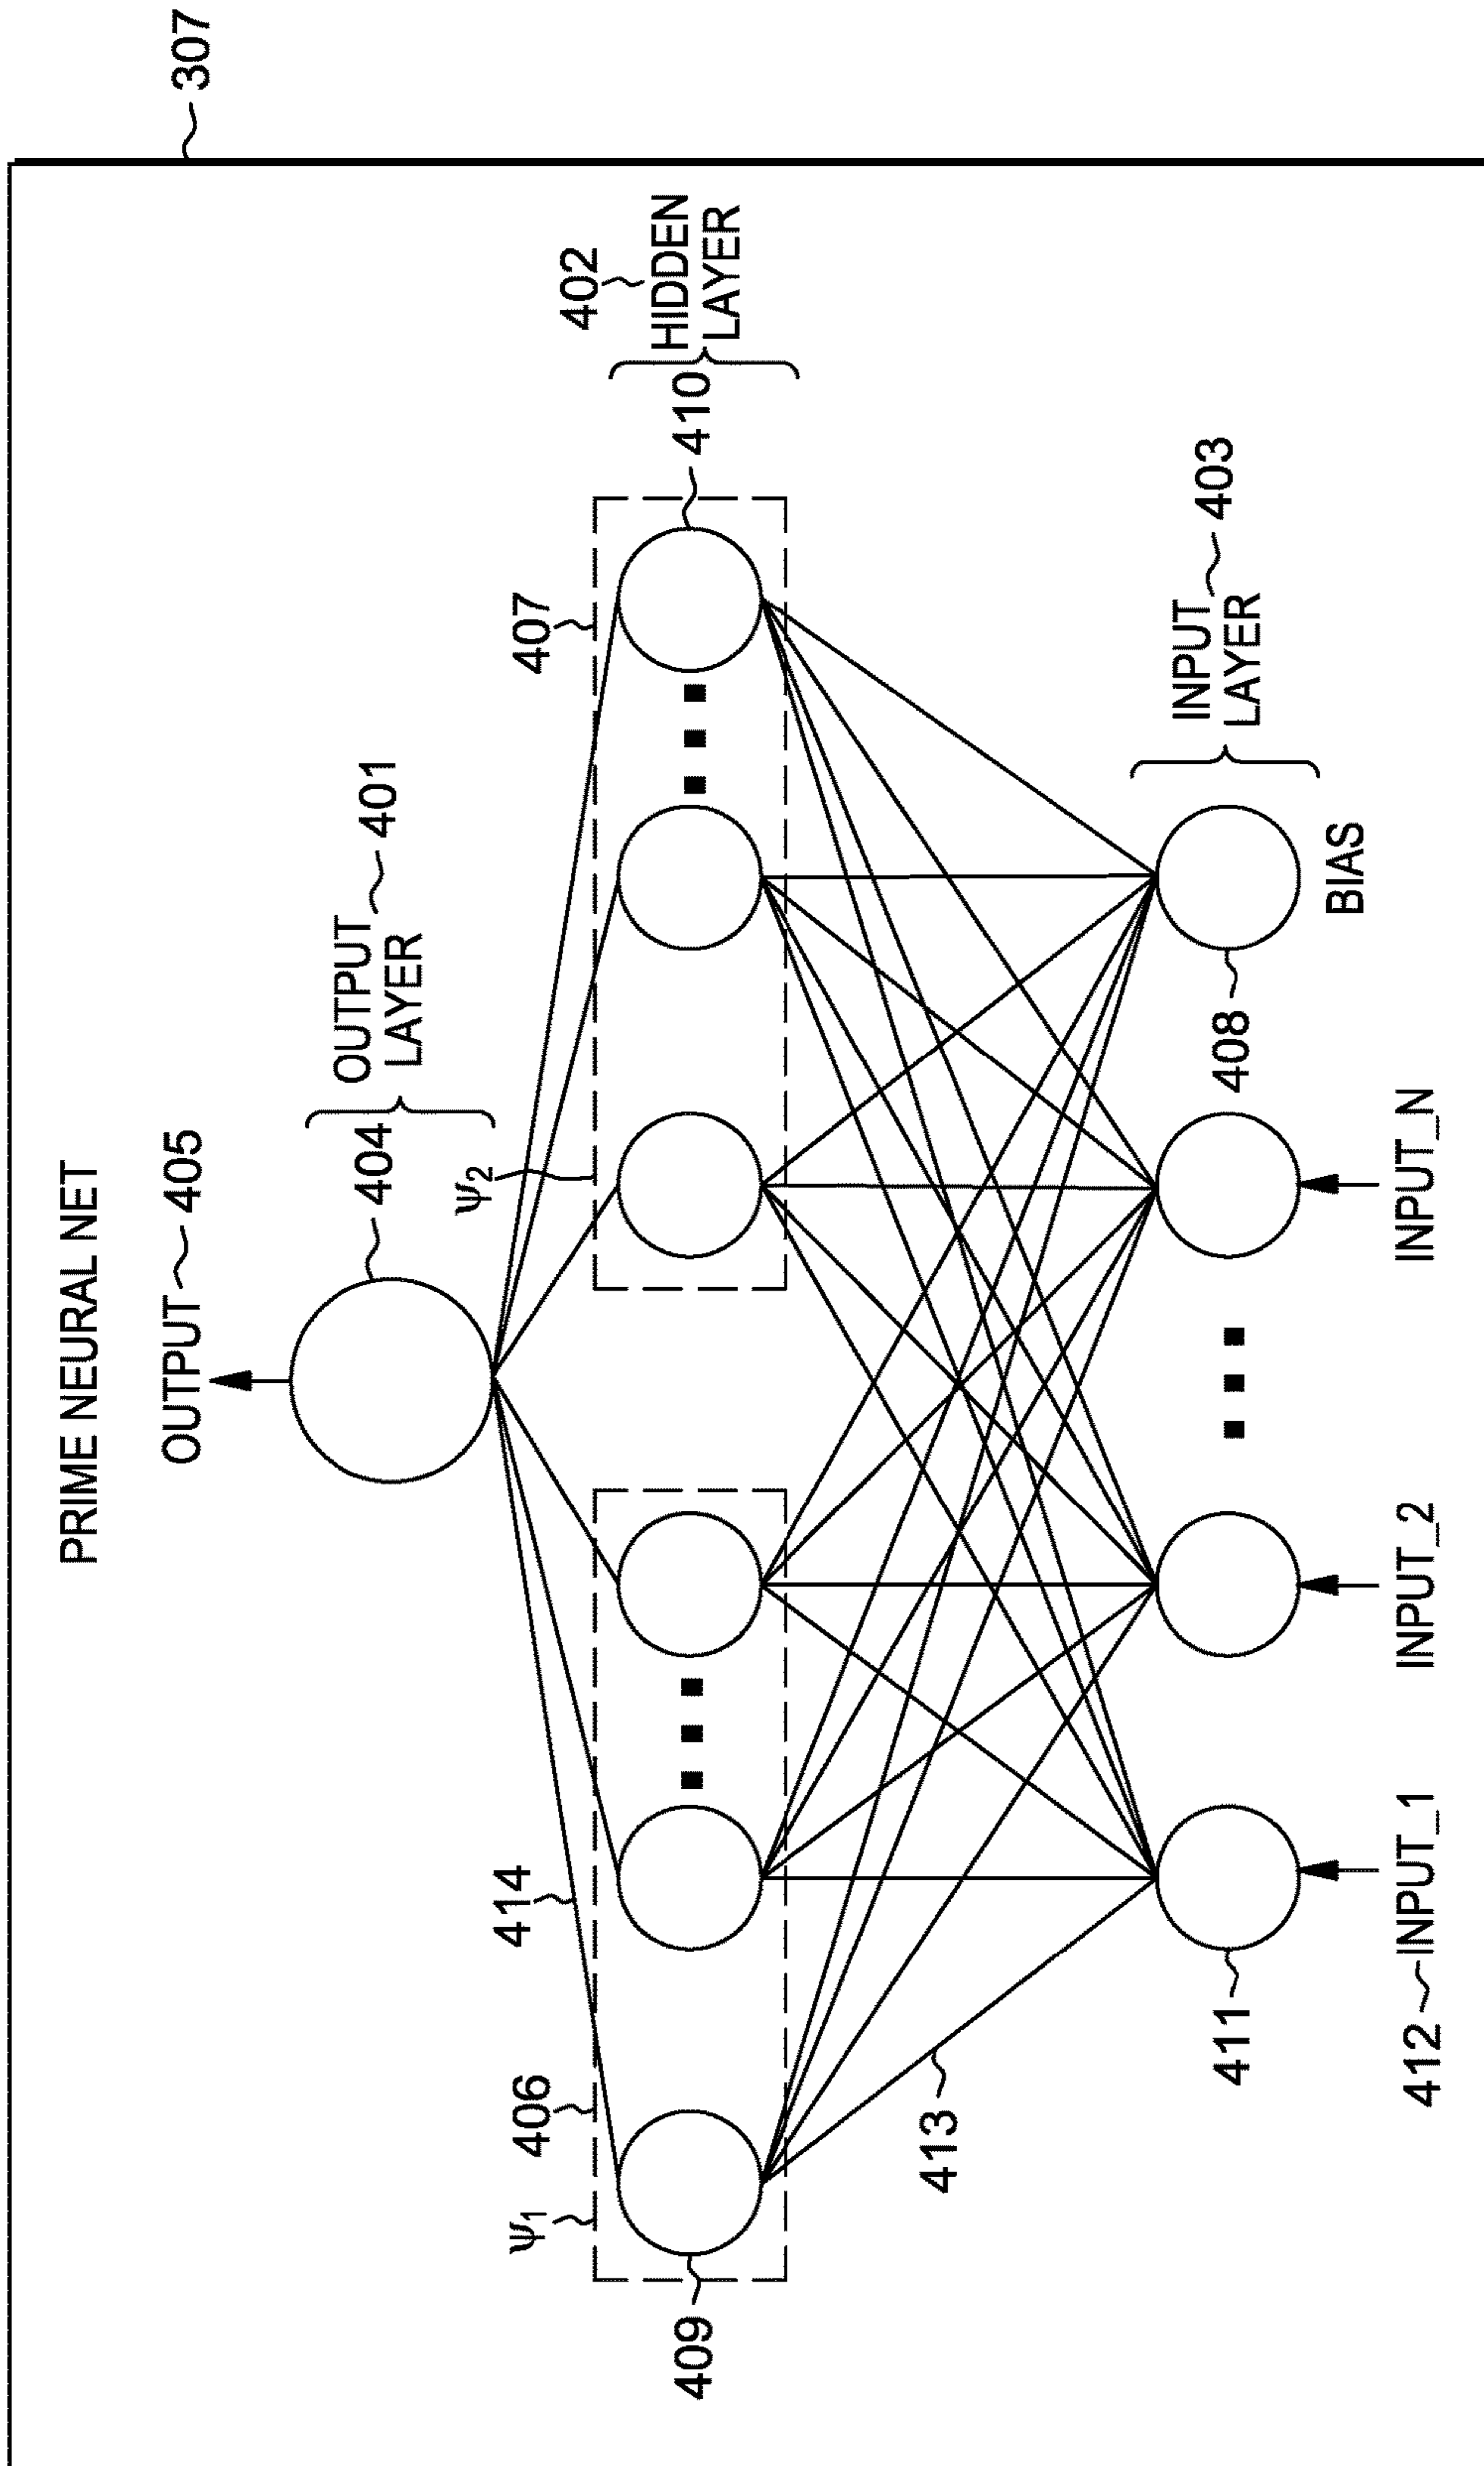 PRIME NEURAL NET
307
OUTPUT 405
404
OUTPUT
LAYER
401
402
HIDDEN
LAYER
ψ1
406
414
ψ2
407
409
410
413
INPUT
LAYER
403
411
408
BIAS
412 INPUT_1
INPUT_2
INPUT_N